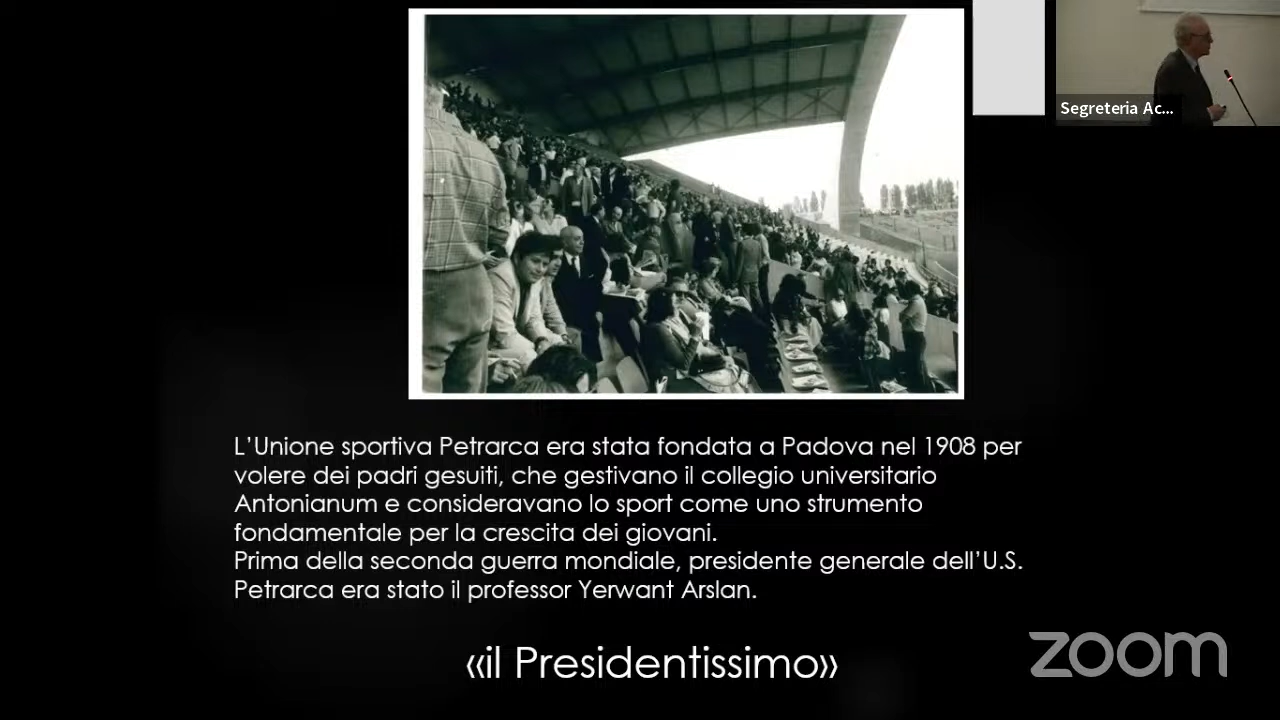 Segreteria Ac...
L'Unione sportiva Petrarca era stata fondata a Padova nel 1908 per
volere dei padri gesuiti, che gestivano il collegio universitario
Antonianum e consideravano lo sport come uno strumento
fondamentale per la crescita dei giovani.
Prima della seconda guerra mondiale, presidente generale dell'U.S.
Petrarca era stato il professor Yerwant Arslan.
«il Presidentissimo»
zoom